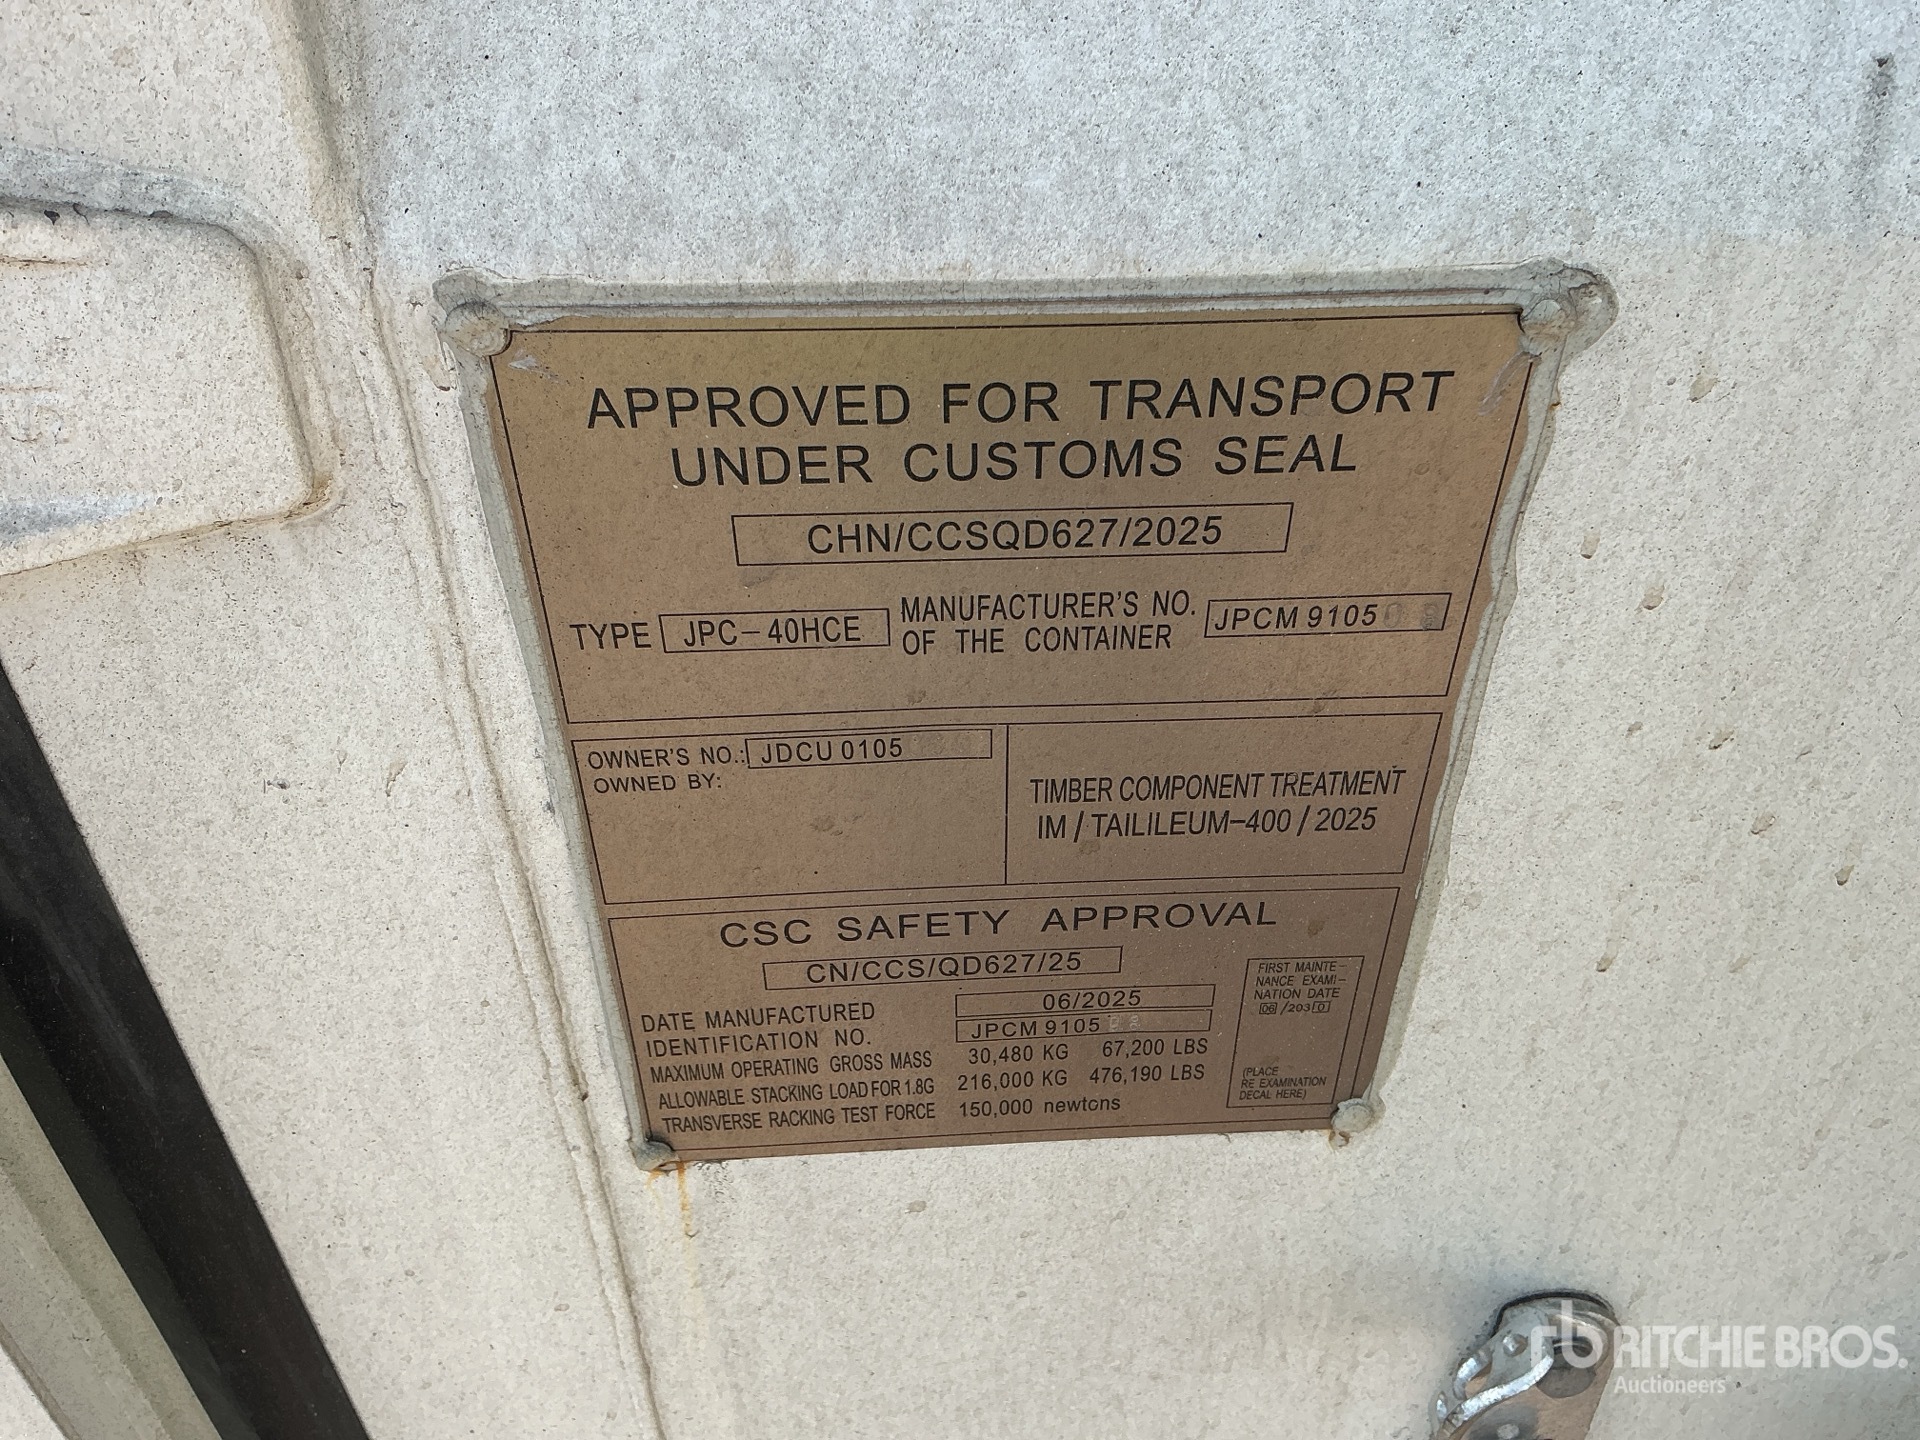 APPROVED FOR TRANSPORT
UNDER CUSTOMS SEAL
CHN/CCSQD627/2025
TYPE JPC-40HCE MANUFACTURER'S NO. OF THE CONTAINER JPCM 9105
OWNER'S NO.: JDCU 0105
OWNED BY:
TIMBER COMPONENT TREATMENT
IM / TAILILEUM-400 / 2025
CSC SAFETY APPROVAL
CN/CCS/QD627/25
DATE MANUFACTURED 06/2025
IDENTIFICATION NO. JPCM 9105
MAXIMUM OPERATING GROSS MASS 30,480 KG 67,200 LBS
ALLOWABLE STACKING LOAD FOR 1.8G 216,000 KG 476,190 LBS
TRANSVERSE RACKING TEST FORCE 150,000 newtons
FIRST MAINTE-
NANCE EXAMI-
NATION DATE
06/2030
(PLACE
RE EXAMINATION
DECAL HERE)
rb RITCHIE BROS.
Auctioneers